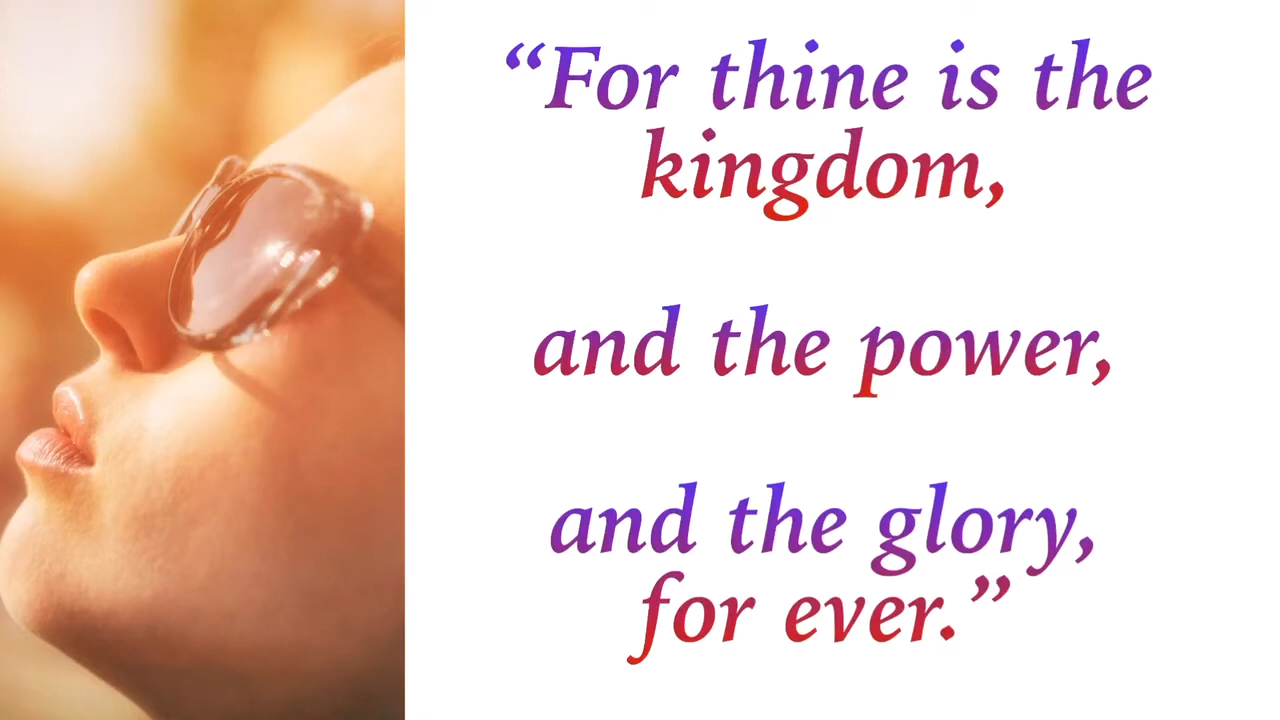 “For thine is the
kingdom,
and the power,
and the glory,
for ever.”